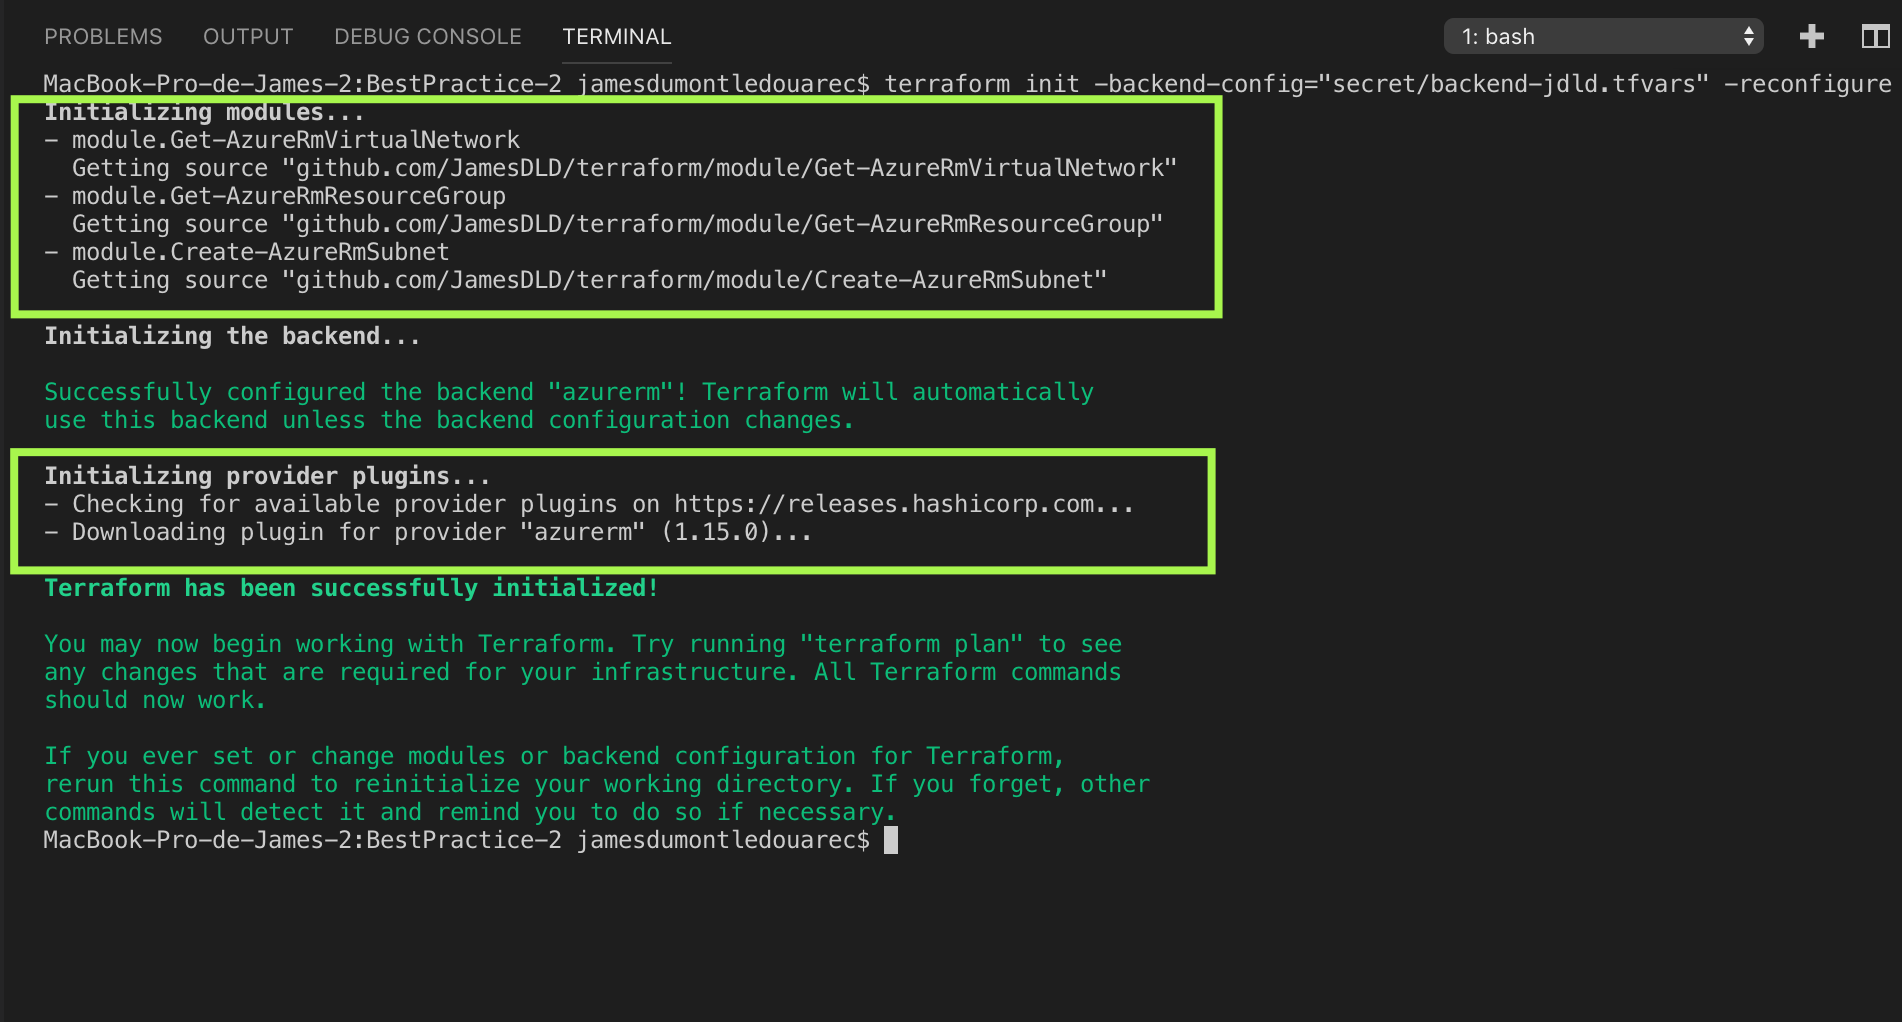 PROBLEMS OUTPUT DEBUG CONSOLE TERMINAL 1: bash
MacBook-Pro-de-James-2:BestPractice-2 jamesdumontledouarec$ terraform init -backend-config="secret/backend-jdld.tfvars" -reconfigure
Initializing modules...
- module.Get-AzureRmVirtualNetwork
  Getting source "github.com/JamesDLD/terraform/module/Get-AzureRmVirtualNetwork"
- module.Get-AzureRmResourceGroup
  Getting source "github.com/JamesDLD/terraform/module/Get-AzureRmResourceGroup"
- module.Create-AzureRmSubnet
  Getting source "github.com/JamesDLD/terraform/module/Create-AzureRmSubnet"
Initializing the backend...
Successfully configured the backend "azurerm"! Terraform will automatically
use this backend unless the backend configuration changes.
Initializing provider plugins...
- Checking for available provider plugins on https://releases.hashicorp.com...
- Downloading plugin for provider "azurerm" (1.15.0)...
Terraform has been successfully initialized!
You may now begin working with Terraform. Try running "terraform plan" to see
any changes that are required for your infrastructure. All Terraform commands
should now work.
If you ever set or change modules or backend configuration for Terraform,
rerun this command to reinitialize your working directory. If you forget, other
commands will detect it and remind you to do so if necessary.
MacBook-Pro-de-James-2:BestPractice-2 jamesdumontledouarec$